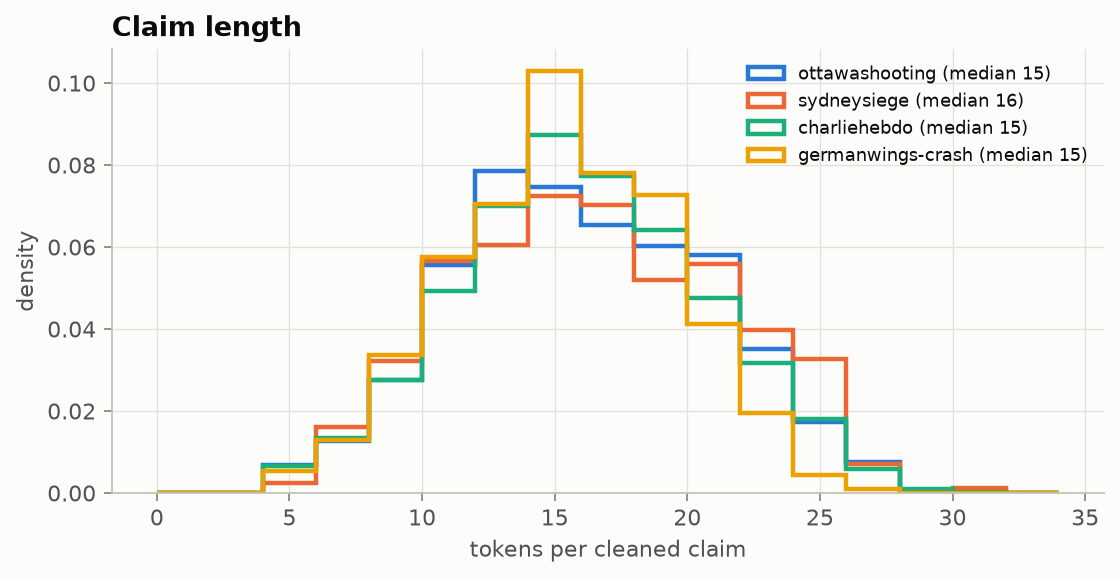 Claim length
ottawashooting (median 15)
sydneysiege (median 16)
charliehebdo (median 15)
germanwings-crash (median 15)
density
0.10
0.08
0.06
0.04
0.02
0.00
0 5 10 15 20 25 30 35
tokens per cleaned claim